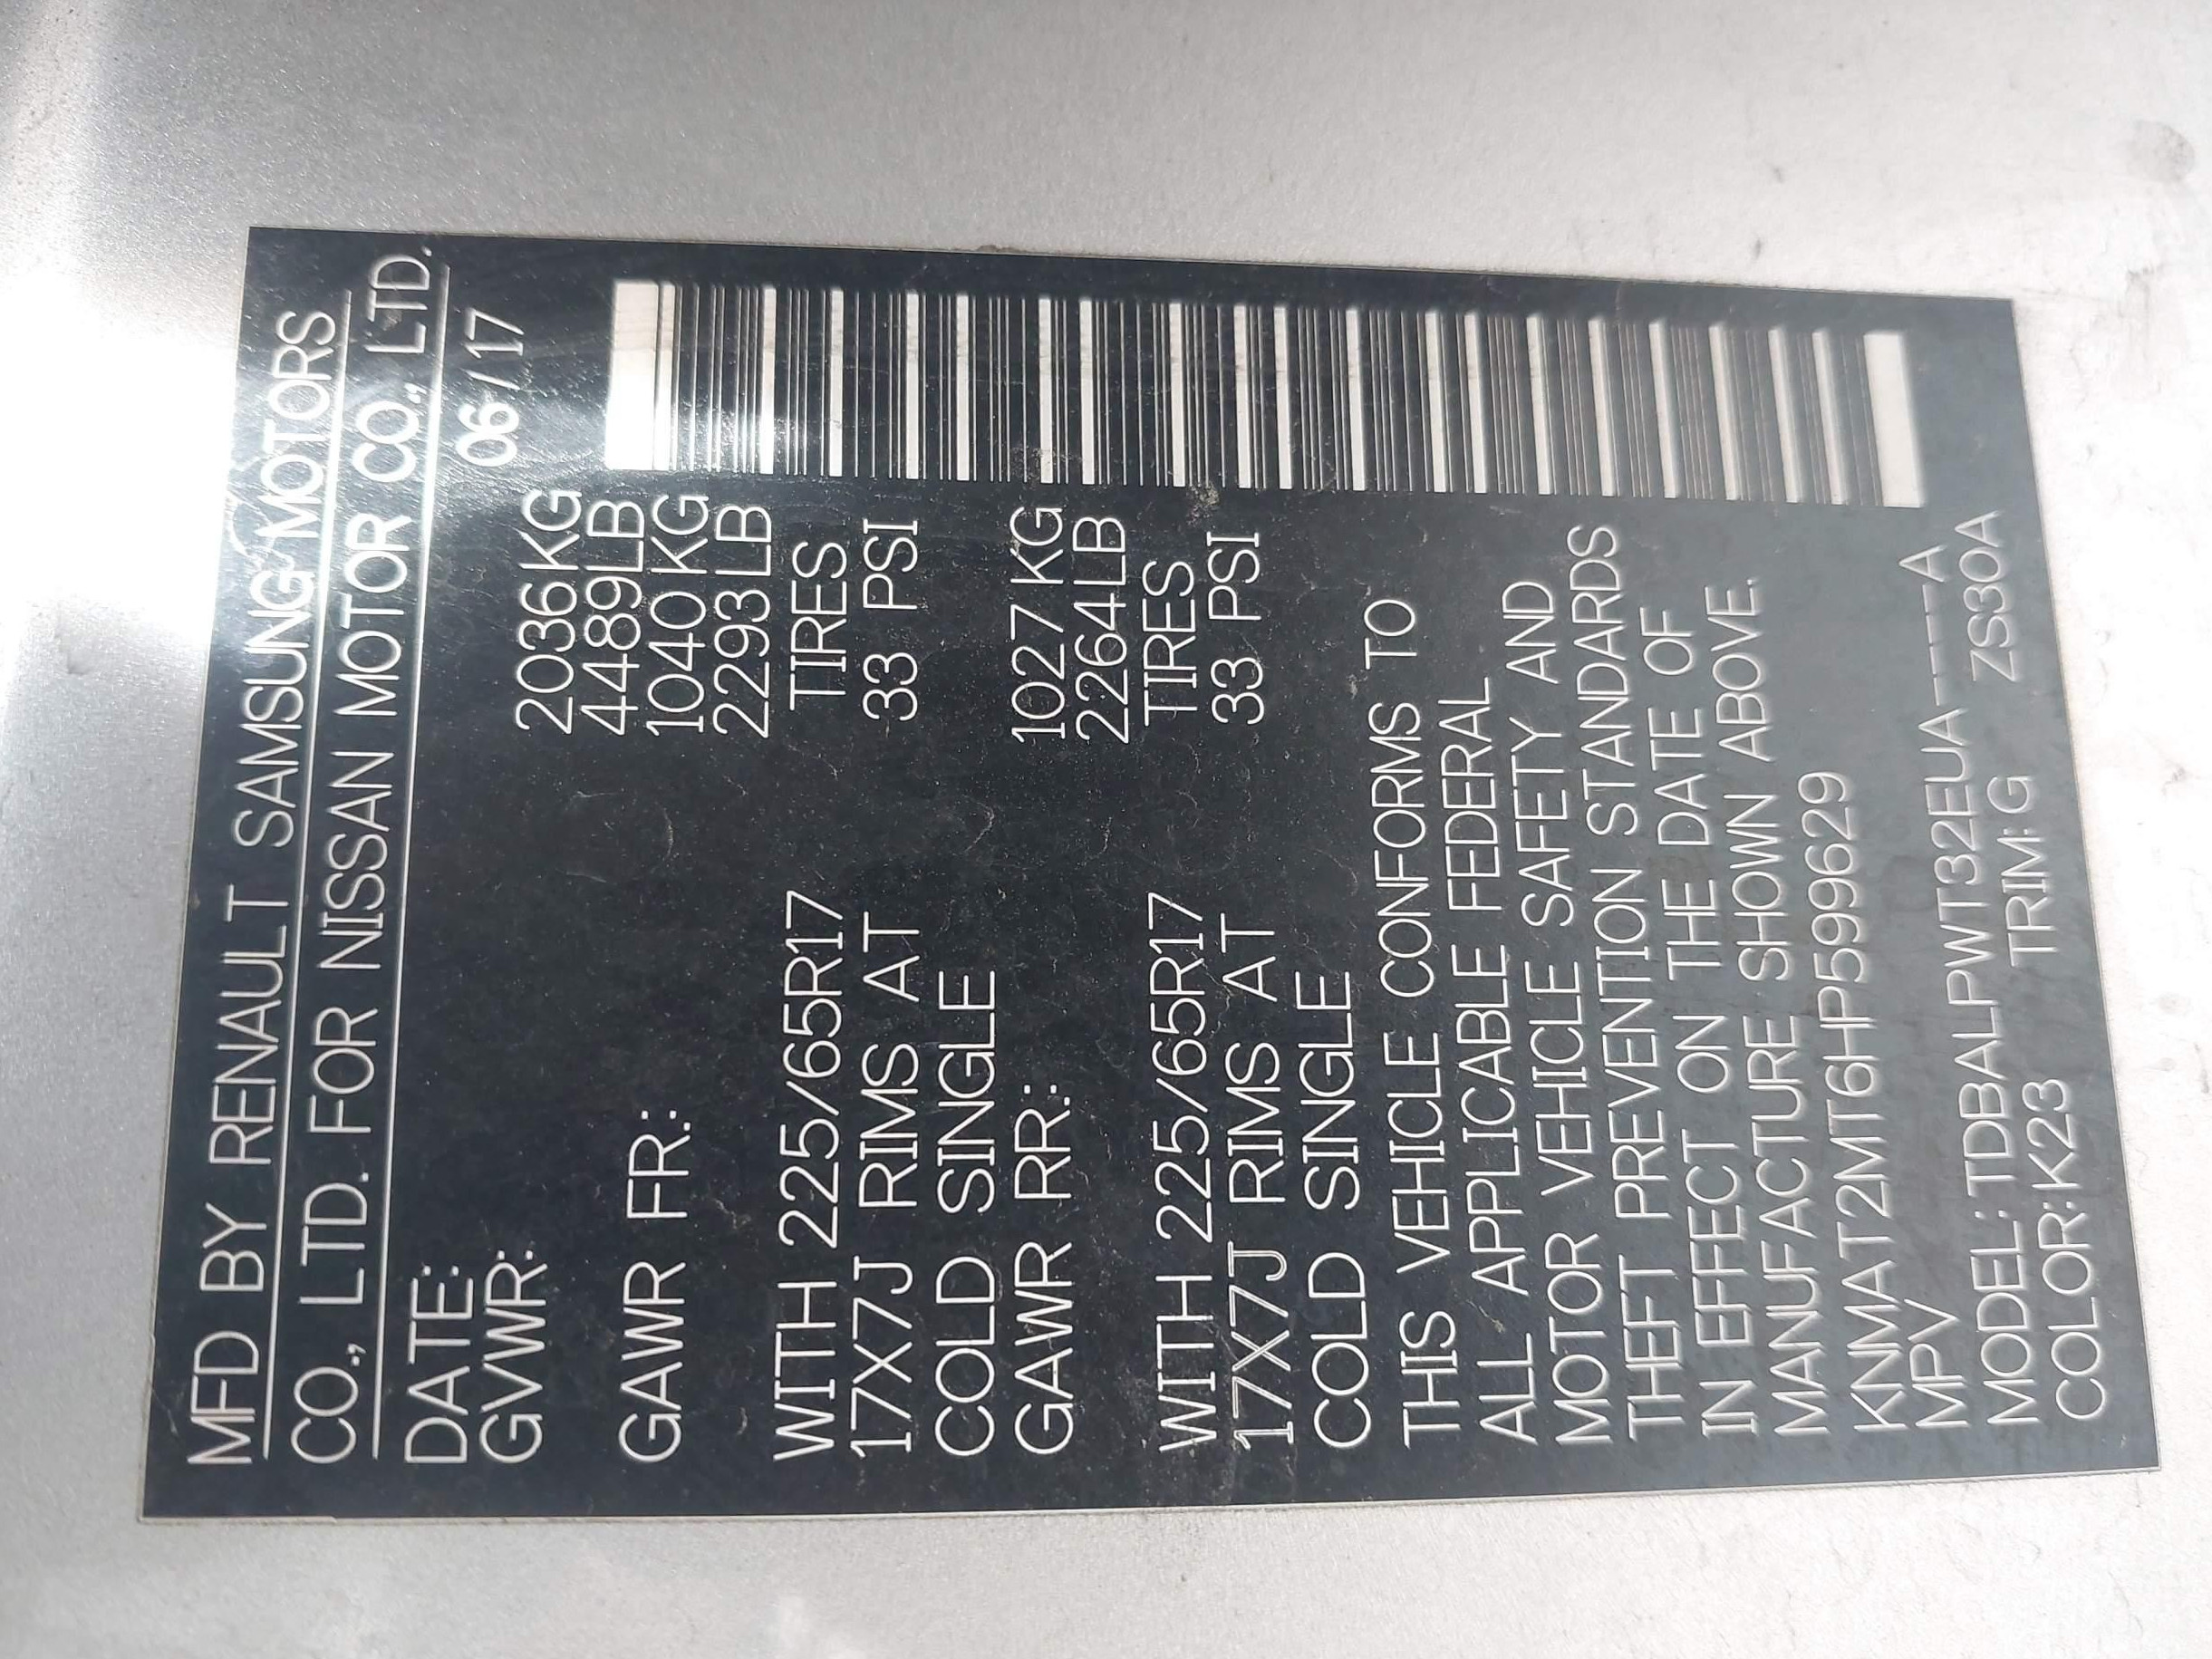 MFD BY RENAULT SAMSUNG MOTORS
CO., LTD. FOR NISSAN MOTOR CO., LTD.
DATE: 06/17
GVWR: 2036KG
4489LB
GAWR FR.: 1040 KG
2293LB
WITH 225/65R17 TIRES
17X7J RIMS AT 33 PSI
COLD SINGLE
GAWR RR.: 1027 KG
2264LB
WITH 225/65R17 TIRES
17X7J RIMS AT 33 PSI
COLD SINGLE
THIS VEHICLE CONFORMS TO
ALL APPLICABLE FEDERAL
MOTOR VEHICLE SAFETY AND
THEFT PREVENTION STANDARDS
IN EFFECT ON THE DATE OF
MANUFACTURE SHOWN ABOVE.
KNMAT2MT6HP599629
MPV
MODEL: TDBALPWT32EUA-----A
COLOR:K23 TRIM:G ZS30A